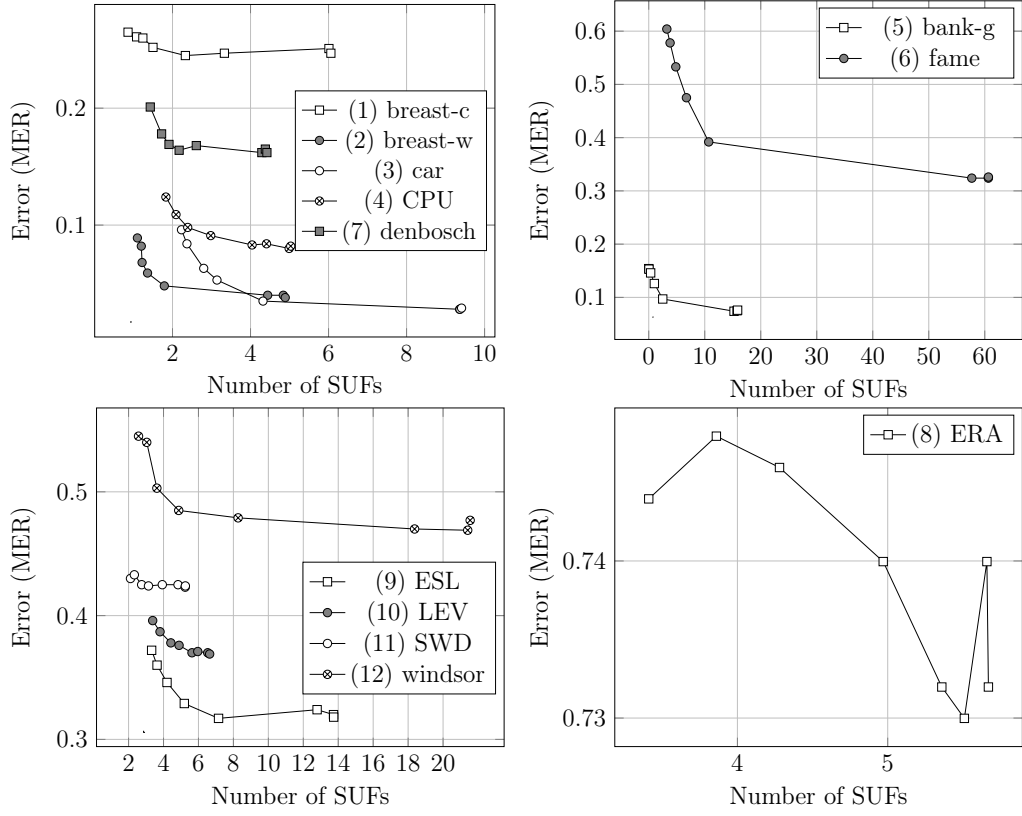 0.2
0.1
Error (MER)
(1) breast-c
(2) breast-w
(3) car
(4) CPU
(7) denbosch
2 4 6 8 10
Number of SUFs
0.6
0.5
0.4
0.3
0.2
0.1
Error (MER)
(5) bank-g
(6) fame
0 10 20 30 40 50 60
Number of SUFs
0.5
0.4
0.3
Error (MER)
(9) ESL
(10) LEV
(11) SWD
(12) windsor
2 4 6 8 10 12 14 16 18 20
Number of SUFs
0.74
0.73
Error (MER)
(8) ERA
4 5
Number of SUFs